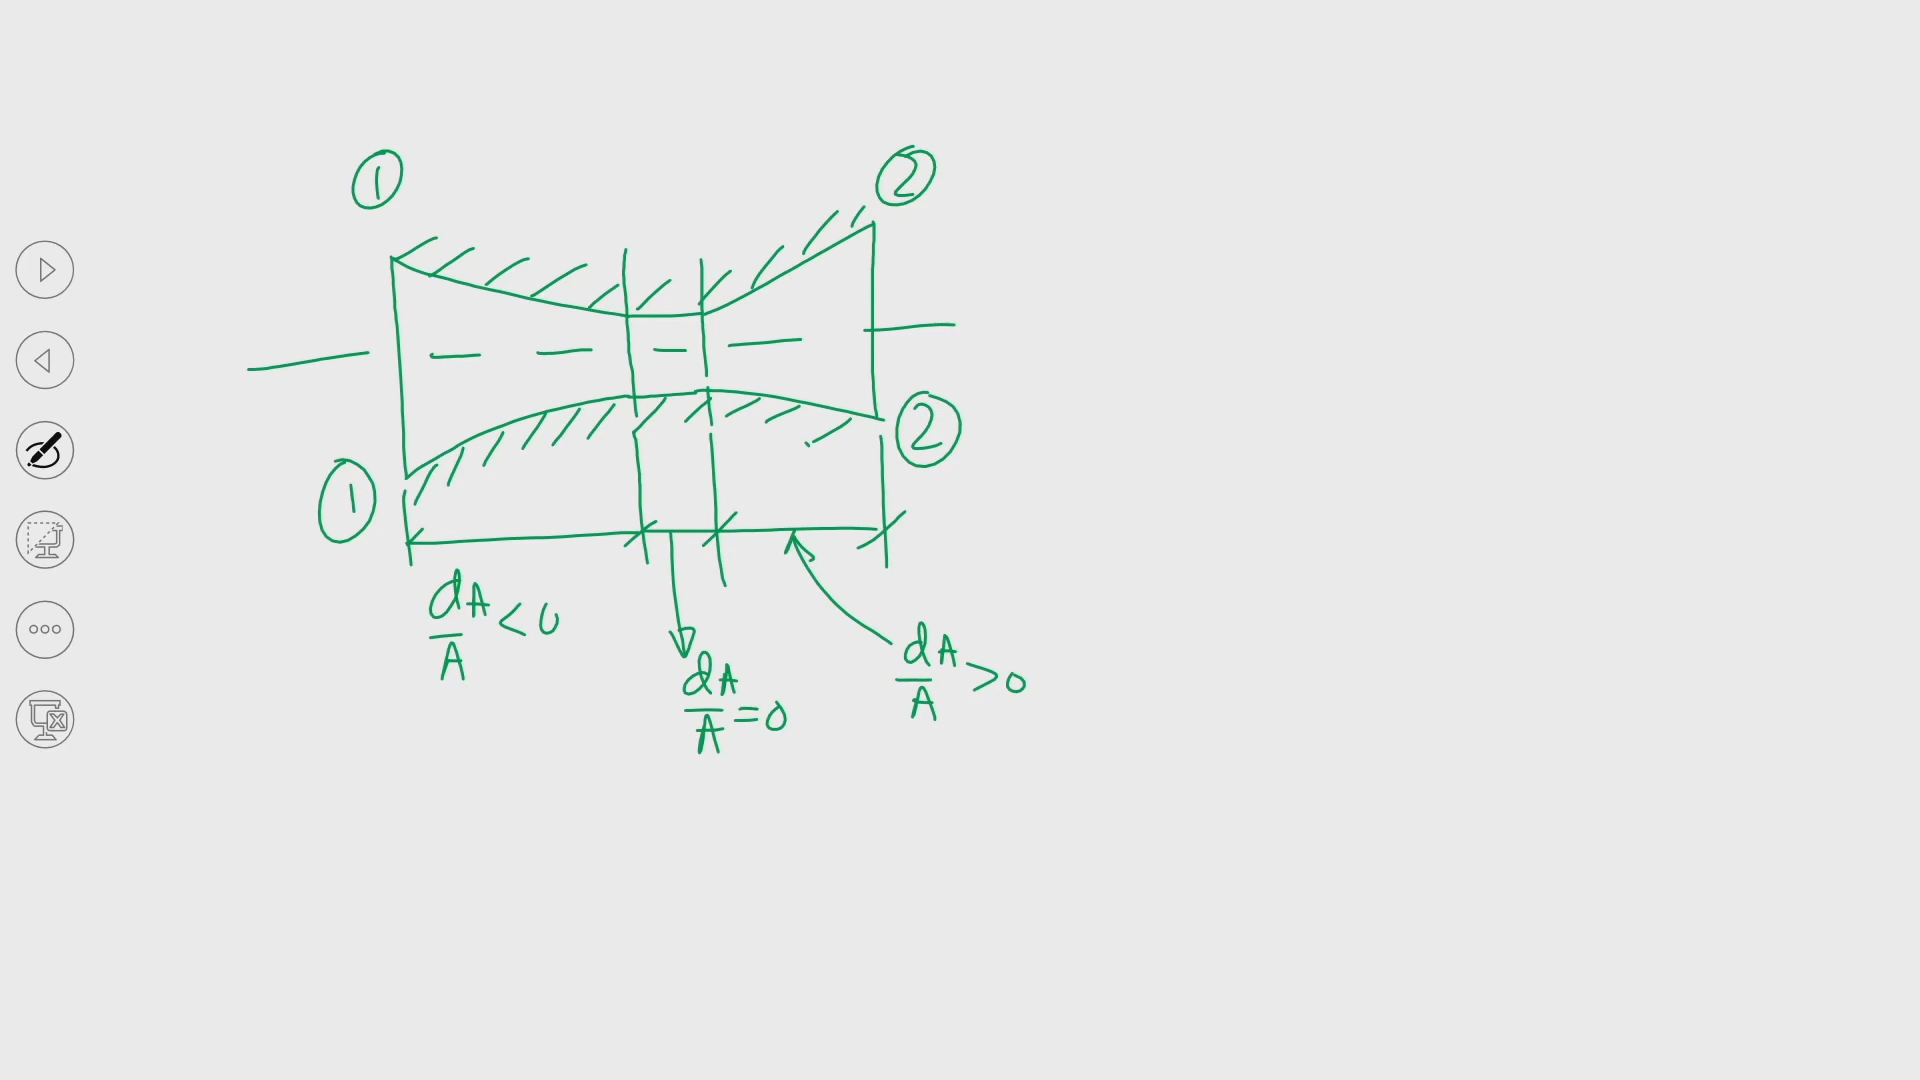 ① ②
②
①
dA/A < 0
dA/A = 0
dA/A > 0